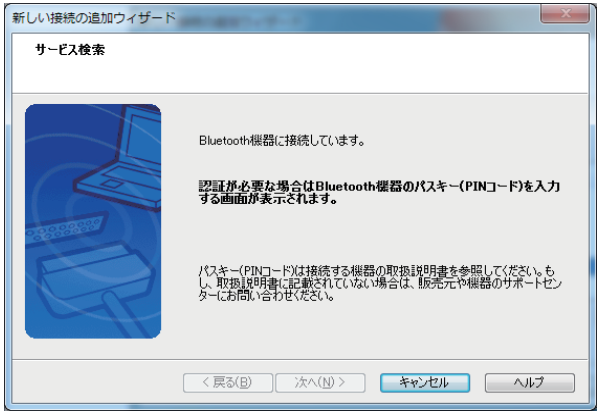 新しい接続の追加ウィザード
サービス検索
Bluetooth機器に接続しています。
認証が必要な場合はBluetooth機器のパスキー(PINコード)を入力
する画面が表示されます。
パスキー(PINコード)は接続する機器の取扱説明書を参照してください。も
し、取扱説明書に記載されていない場合は、販売元や機器のサポートセン
ターにお問い合わせください。
< 戻る(B) 次へ(N) > キャンセル ヘルプ